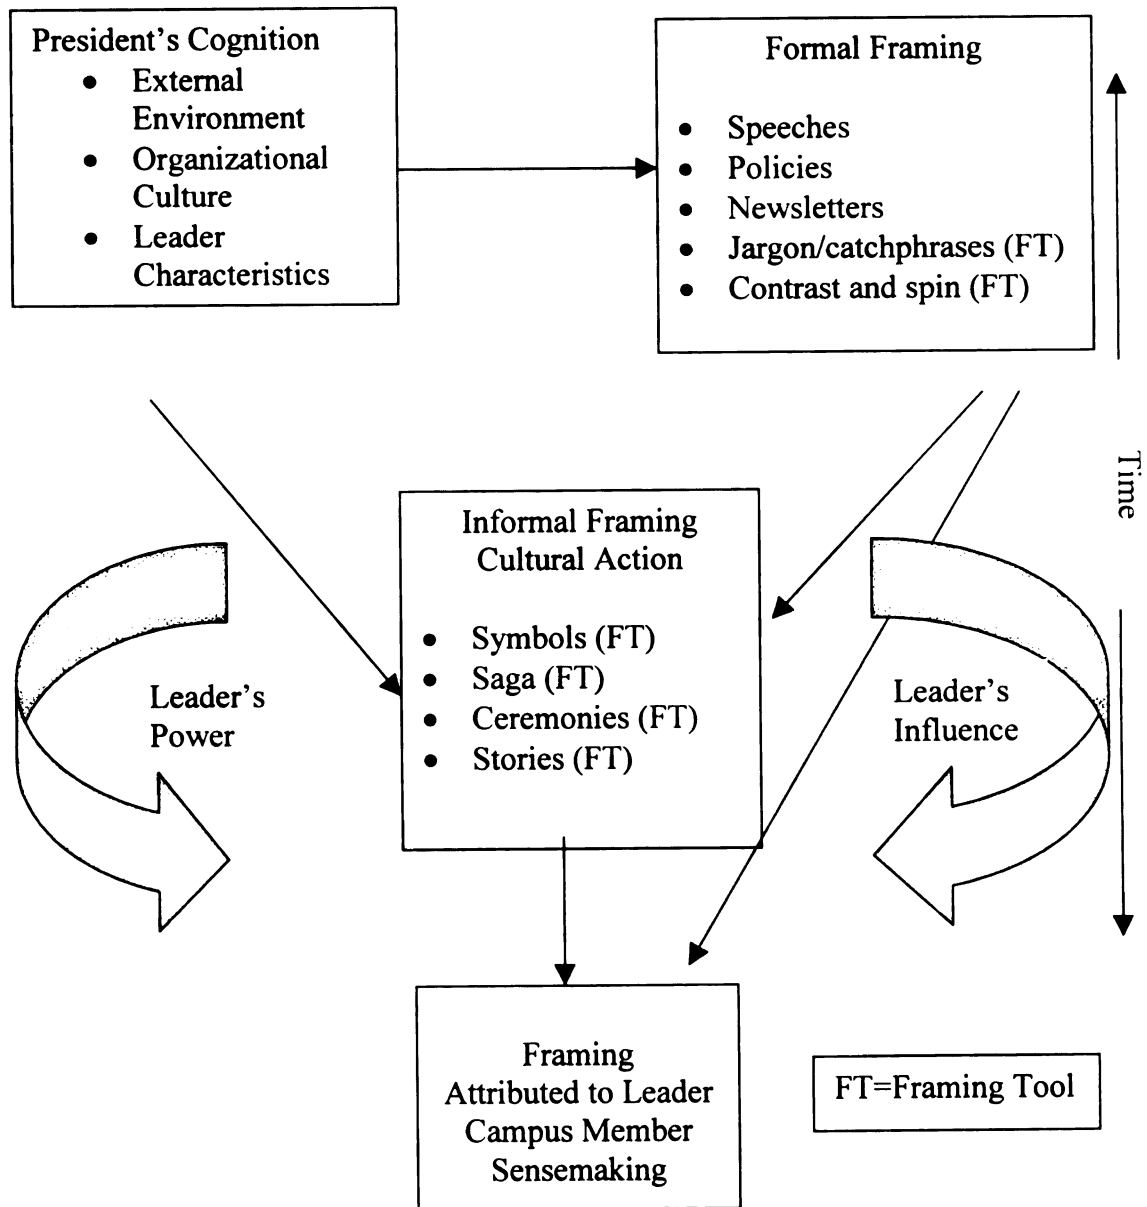 President's Cognition
• External
Environment
• Organizational
Culture
• Leader
Characteristics
Formal Framing
• Speeches
• Policies
• Newsletters
• Jargon/catchphrases (FT)
• Contrast and spin (FT)
Time
Informal Framing
Cultural Action
• Symbols (FT)
• Saga (FT)
• Ceremonies (FT)
• Stories (FT)
Leader's
Power
Leader's
Influence
Framing
Attributed to Leader
Campus Member
Sensemaking
FT=Framing Tool